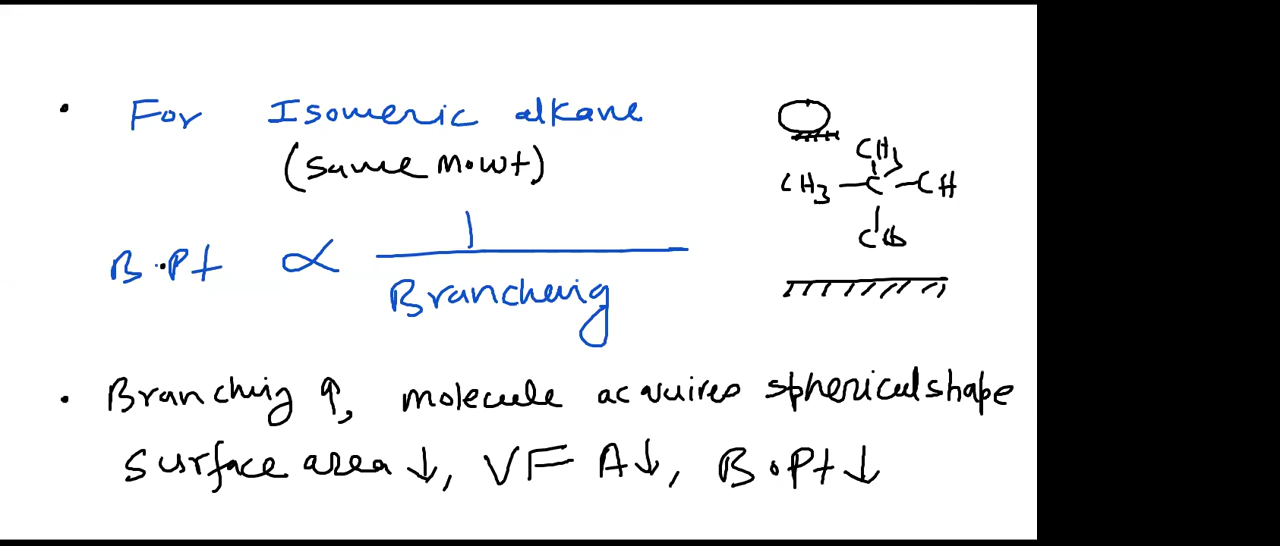 • For Isomeric alkane
(Same M.wt)
B.Pt ∝ 1
Branching
CH3
CH3 – C – CH
• Branching ↑, molecule acquires spherical shape
surface area ↓, VF A↓, B.Pt ↓